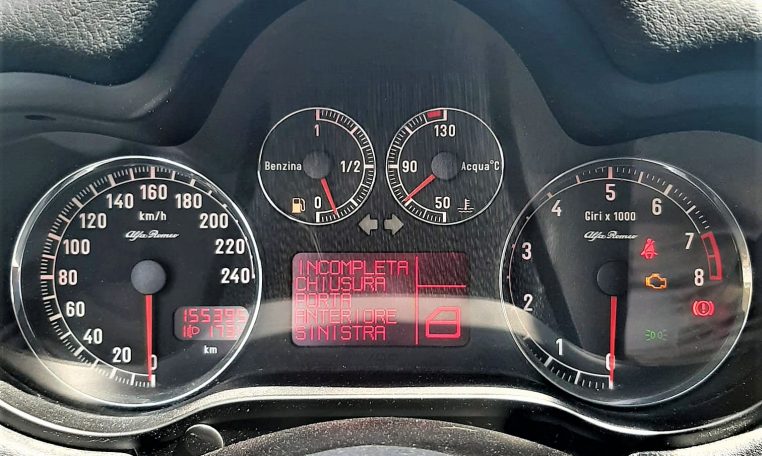 1
1/2
0
Benzina
130
90
50
Acqua°C
0
20
40
60
80
100
120
140
160
180
200
220
240
km/h
Alfa Romeo
155395
km
INCOMPLETA
CHIUSURA
PORTA
ANTERIORE
SINISTRA
0
1
2
3
4
5
6
7
8
Giri x 1000
Alfa Romeo